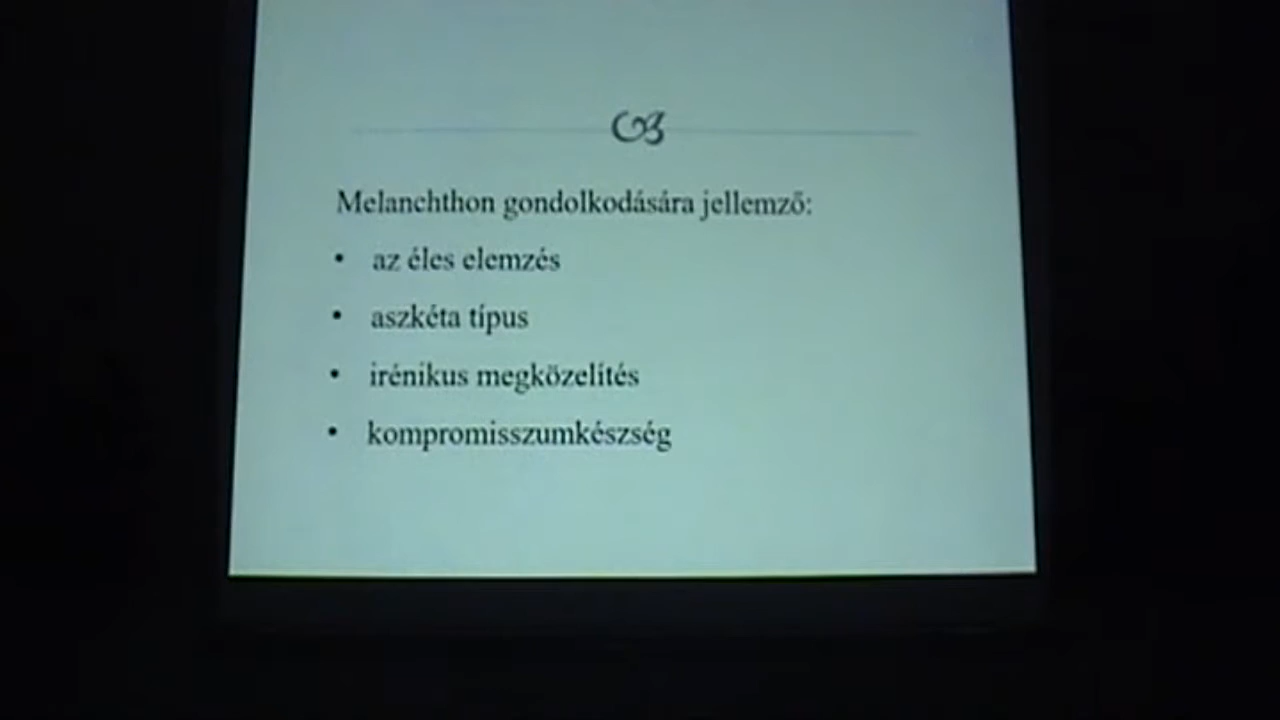 Melanchthon gondolkodására jellemző:
• az éles elemzés
• aszkéta típus
• irénikus megközelítés
• kompromisszumkészség